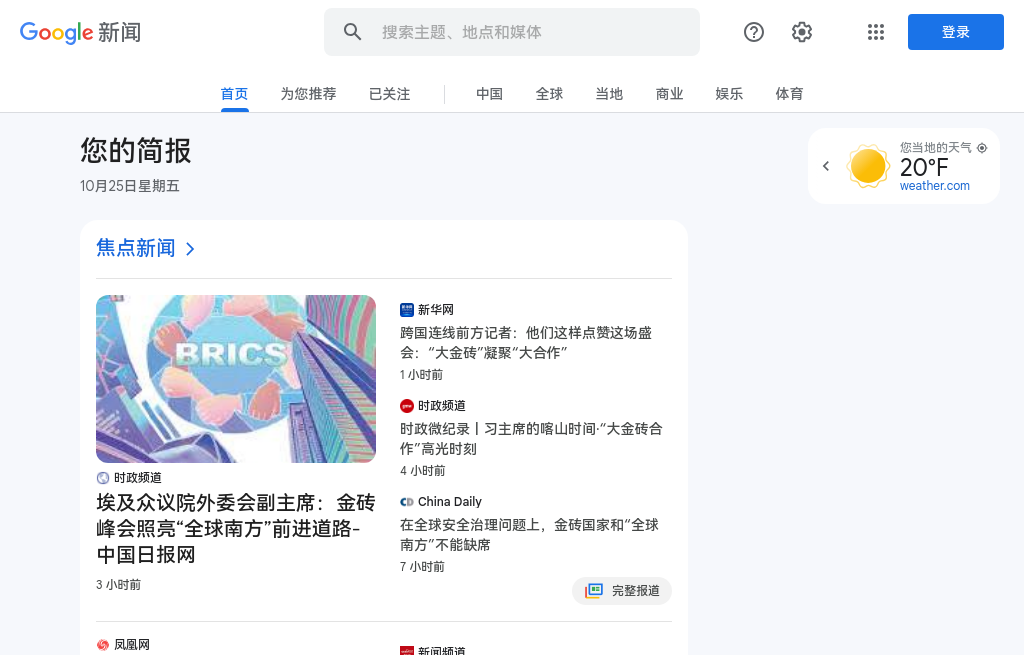 Google 新闻
搜索主题、地点和媒体
登录
首页
为您推荐
已关注
中国
全球
当地
商业
娱乐
体育
您的简报
10月25日星期五
您当地的天气
20°F
weather.com
焦点新闻
BRICS
时政频道
埃及众议院外委会副主席：金砖
峰会照亮“全球南方”前进道路-
中国日报网
3 小时前
新华网
跨国连线前方记者：他们这样点赞这场盛
会：“大金砖”凝聚“大合作”
1 小时前
时政频道
时政微纪录丨习主席的喀山时间·“大金砖合
作”高光时刻
4 小时前
China Daily
在全球安全治理问题上，金砖国家和“全球
南方”不能缺席
7 小时前
完整报道
凤凰网
新闻频道